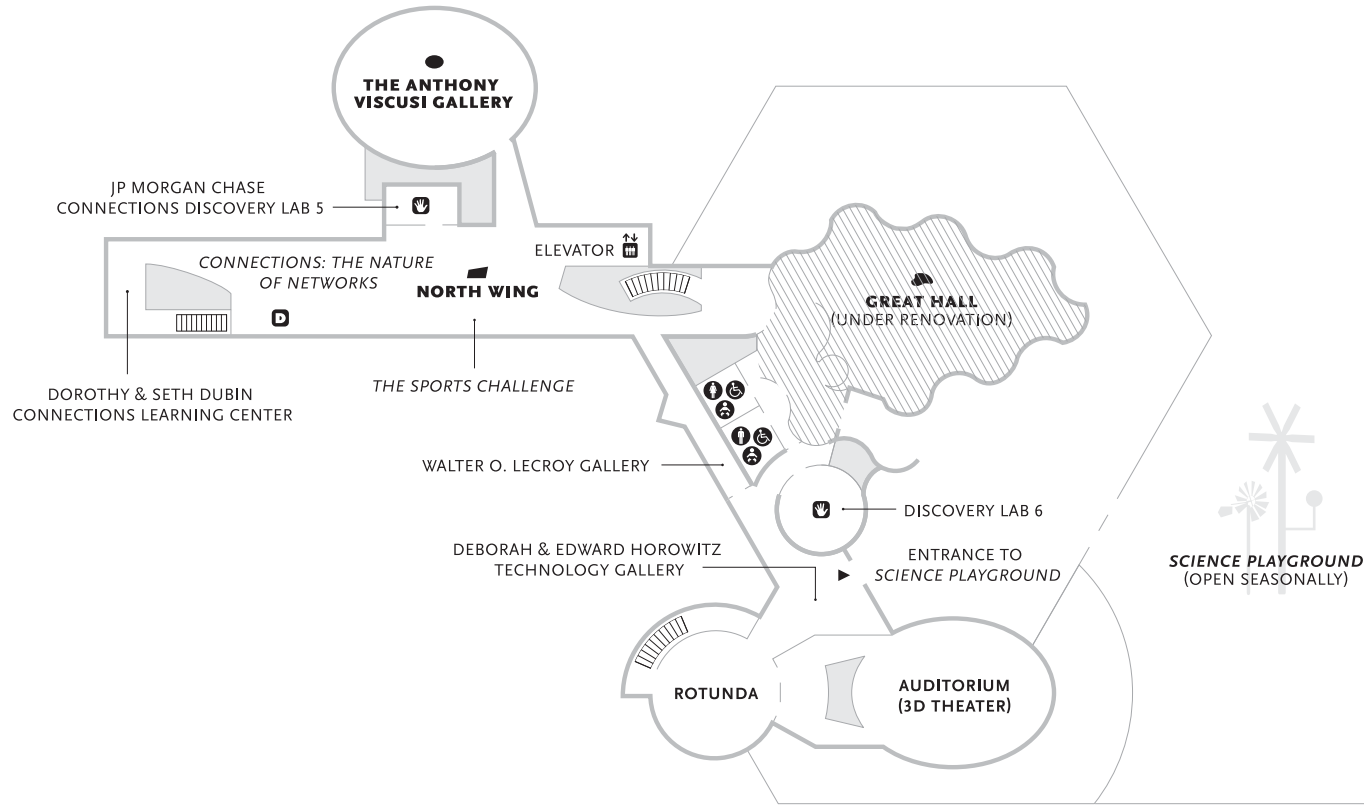 THE ANTHONY
VISCUSI GALLERY
JP MORGAN CHASE
CONNECTIONS DISCOVERY LAB 5
ELEVATOR
CONNECTIONS: THE NATURE
OF NETWORKS
NORTH WING
D
GREAT HALL
(UNDER RENOVATION)
DOROTHY & SETH DUBIN
CONNECTIONS LEARNING CENTER
THE SPORTS CHALLENGE
WALTER O. LECROY GALLERY
DISCOVERY LAB 6
DEBORAH & EDWARD HOROWITZ
TECHNOLOGY GALLERY
ENTRANCE TO
SCIENCE PLAYGROUND
SCIENCE PLAYGROUND
(OPEN SEASONALLY)
ROTUNDA
AUDITORIUM
(3D THEATER)